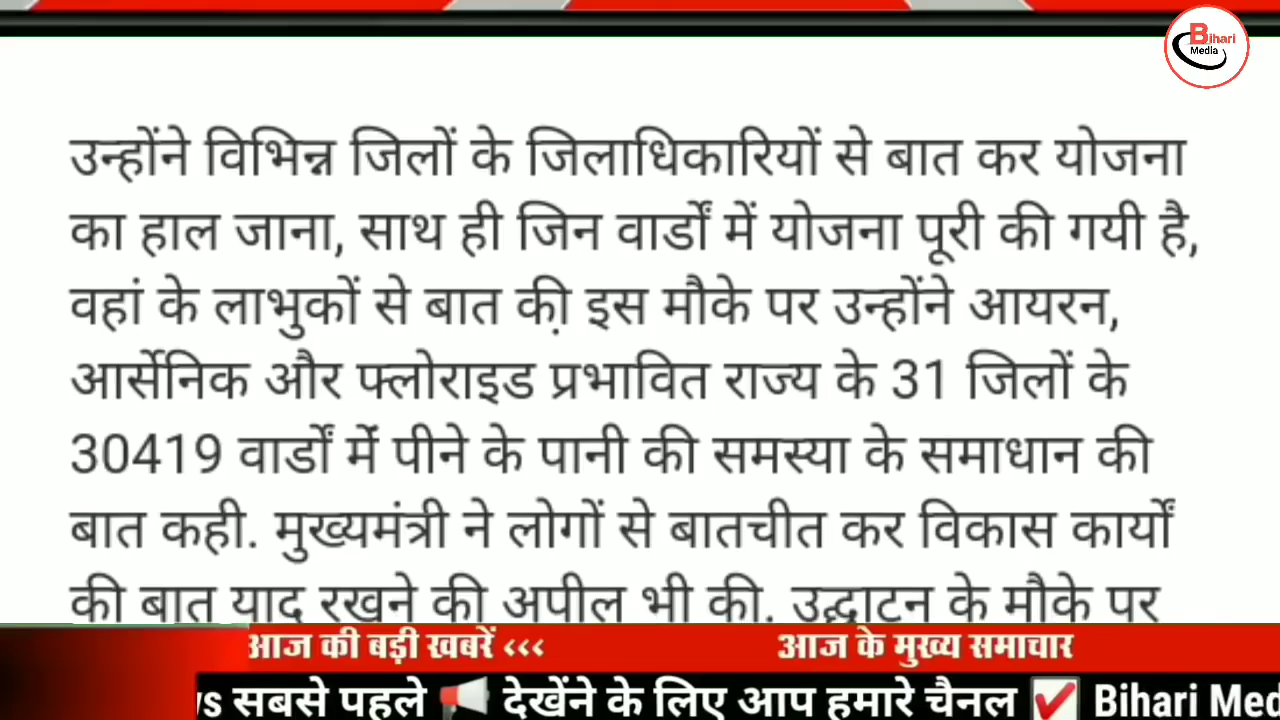 Bihari
Media
उन्होंने विभिन्न जिलों के जिलाधिकारियों से बात कर योजना
का हाल जाना, साथ ही जिन वार्डों में योजना पूरी की गयी है,
वहां के लाभुकों से बात की़ इस मौके पर उन्होंने आयरन,
आर्सेनिक और फ्लोराइड प्रभावित राज्य के 31 जिलों के
30419 वार्डों में पीने के पानी की समस्या के समाधान की
बात कही. मुख्यमंत्री ने लोगों से बातचीत कर विकास कार्यों
की बात याद रखने की अपील भी की. उद्घाटन के मौके पर
आज की बड़ी खबरें <<< आज के मुख्य समाचार
सबसे पहले 📢 देखेंने के लिए आप हमारे चैनल ✔ Bihari